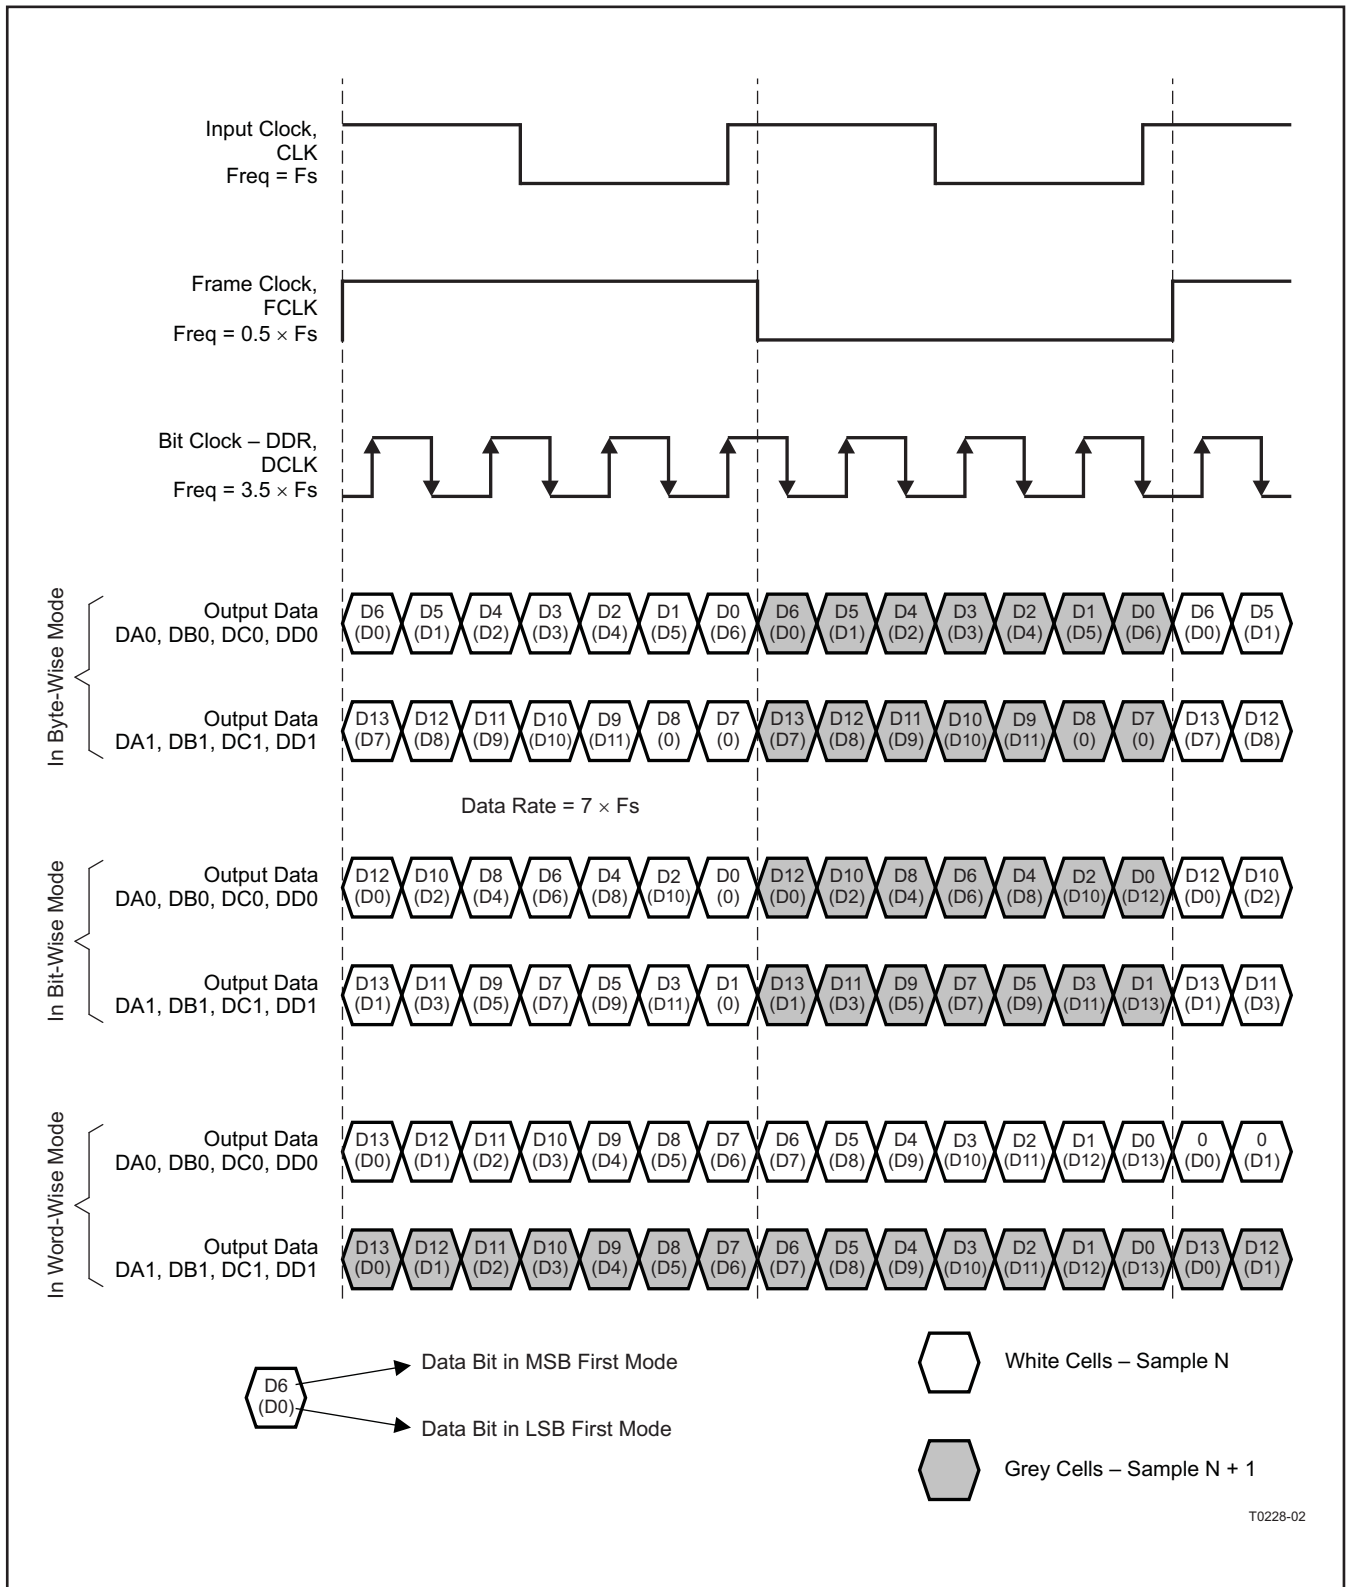 Input Clock,
CLK
Freq = Fs
Frame Clock,
FCLK
Freq = 0.5 × Fs
Bit Clock – DDR,
DCLK
Freq = 3.5 × Fs
In Byte-Wise Mode
Output Data
DA0, DB0, DC0, DD0
D6 D5 D4 D3 D2 D1 D0 D6 D5 D4 D3 D2 D1 D0 D6 D5
(D0) (D1) (D2) (D3) (D4) (D5) (D6) (D0) (D1) (D2) (D3) (D4) (D5) (D6) (D0) (D1)
Output Data
DA1, DB1, DC1, DD1
D13 D12 D11 D10 D9 D8 D7 D13 D12 D11 D10 D9 D8 D7 D13 D12
(D7) (D8) (D9) (D10) (D11) (0) (0) (D7) (D8) (D9) (D10) (D11) (0) (0) (D7) (D8)
Data Rate = 7 × Fs
In Bit-Wise Mode
Output Data
DA0, DB0, DC0, DD0
D12 D10 D8 D6 D4 D2 D0 D12 D10 D8 D6 D4 D2 D0 D12 D10
(D0) (D2) (D4) (D6) (D8) (D10) (0) (D0) (D2) (D4) (D6) (D8) (D10) (D12) (D0) (D2)
Output Data
DA1, DB1, DC1, DD1
D13 D11 D9 D7 D5 D3 D1 D13 D11 D9 D7 D5 D3 D1 D13 D11
(D1) (D3) (D5) (D7) (D9) (D11) (0) (D1) (D3) (D5) (D7) (D9) (D11) (D13) (D1) (D3)
In Word-Wise Mode
Output Data
DA0, DB0, DC0, DD0
D13 D12 D11 D10 D9 D8 D7 D6 D5 D4 D3 D2 D1 D0 0 0
(D0) (D1) (D2) (D3) (D4) (D5) (D6) (D7) (D8) (D9) (D10) (D11) (D12) (D13) (D0) (D1)
Output Data
DA1, DB1, DC1, DD1
D13 D12 D11 D10 D9 D8 D7 D6 D5 D4 D3 D2 D1 D0 D13 D12
(D0) (D1) (D2) (D3) (D4) (D5) (D6) (D7) (D8) (D9) (D10) (D11) (D12) (D13) (D0) (D1)
D6
(D0)
Data Bit in MSB First Mode
Data Bit in LSB First Mode
White Cells – Sample N
Grey Cells – Sample N + 1
T0228-02